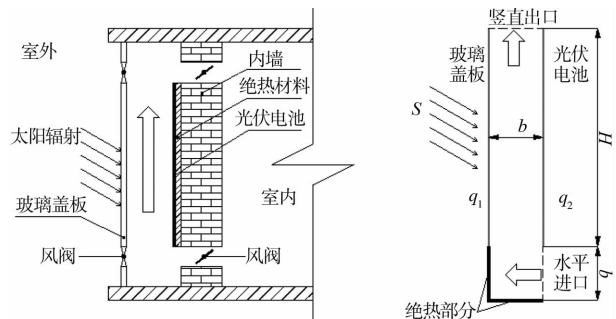 室外
内墙
绝热材料
光伏电池
太阳辐射
室内
玻璃盖板
风阀
风阀
竖直出口
玻璃
盖板
光伏
电池
S
b
H
q₁
q₂
水平
进口
b
绝热部分